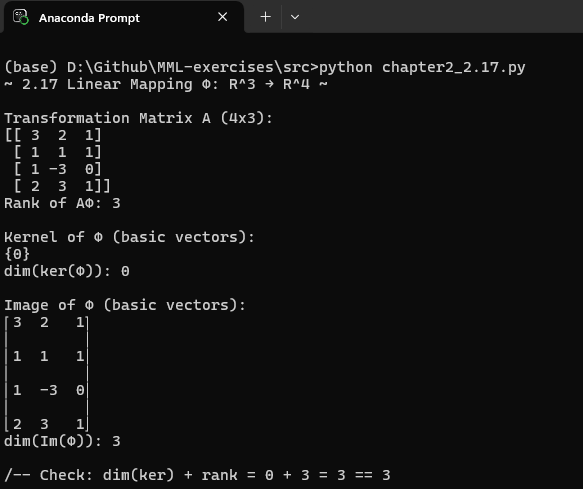 Anaconda Prompt
(base) D:\Github\MML-exercises\src>python chapter2_2.17.py
~ 2.17 Linear Mapping Φ: R^3 → R^4 ~
Transformation Matrix A (4x3):
[[ 3  2  1]
 [ 1  1  1]
 [ 1 -3  0]
 [ 2  3  1]]
Rank of AΦ: 3
Kernel of Φ (basic vectors):
{0}
dim(ker(Φ)): 0
Image of Φ (basic vectors):
⎡3  2   1⎤
⎢        ⎥
⎢1  1   1⎥
⎢        ⎥
⎢1  -3  0⎥
⎢        ⎥
⎣2  3   1⎦
dim(Im(Φ)): 3
/-- Check: dim(ker) + rank = 0 + 3 = 3 == 3